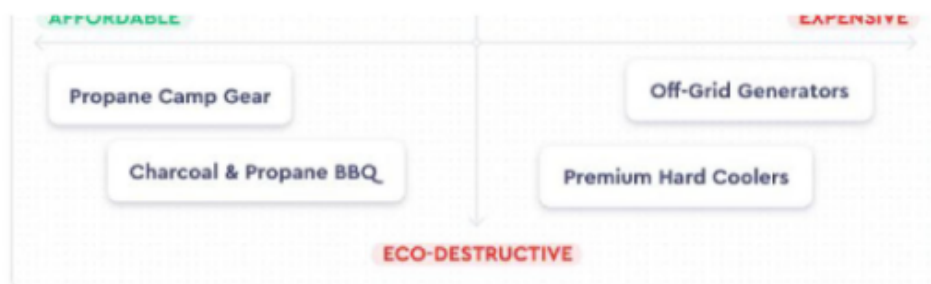 AFFORDABLE EXPENSIVE
Propane Camp Gear
Off-Grid Generators
Charcoal & Propane BBQ
Premium Hard Coolers
ECO-DESTRUCTIVE